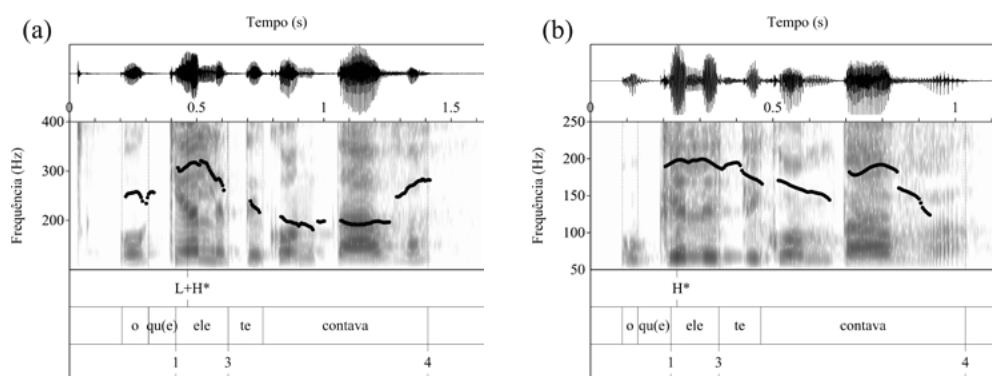 (a)
Tempo (s)
0
0.5
1
1.5
400
300
200
Frequência (Hz)
L+H*
o qu(e) ele te contava
1 3 4
(b)
Tempo (s)
0
0.5
1
250
200
150
100
50
Frequência (Hz)
H*
o qu(e) ele te contava
1 3 4